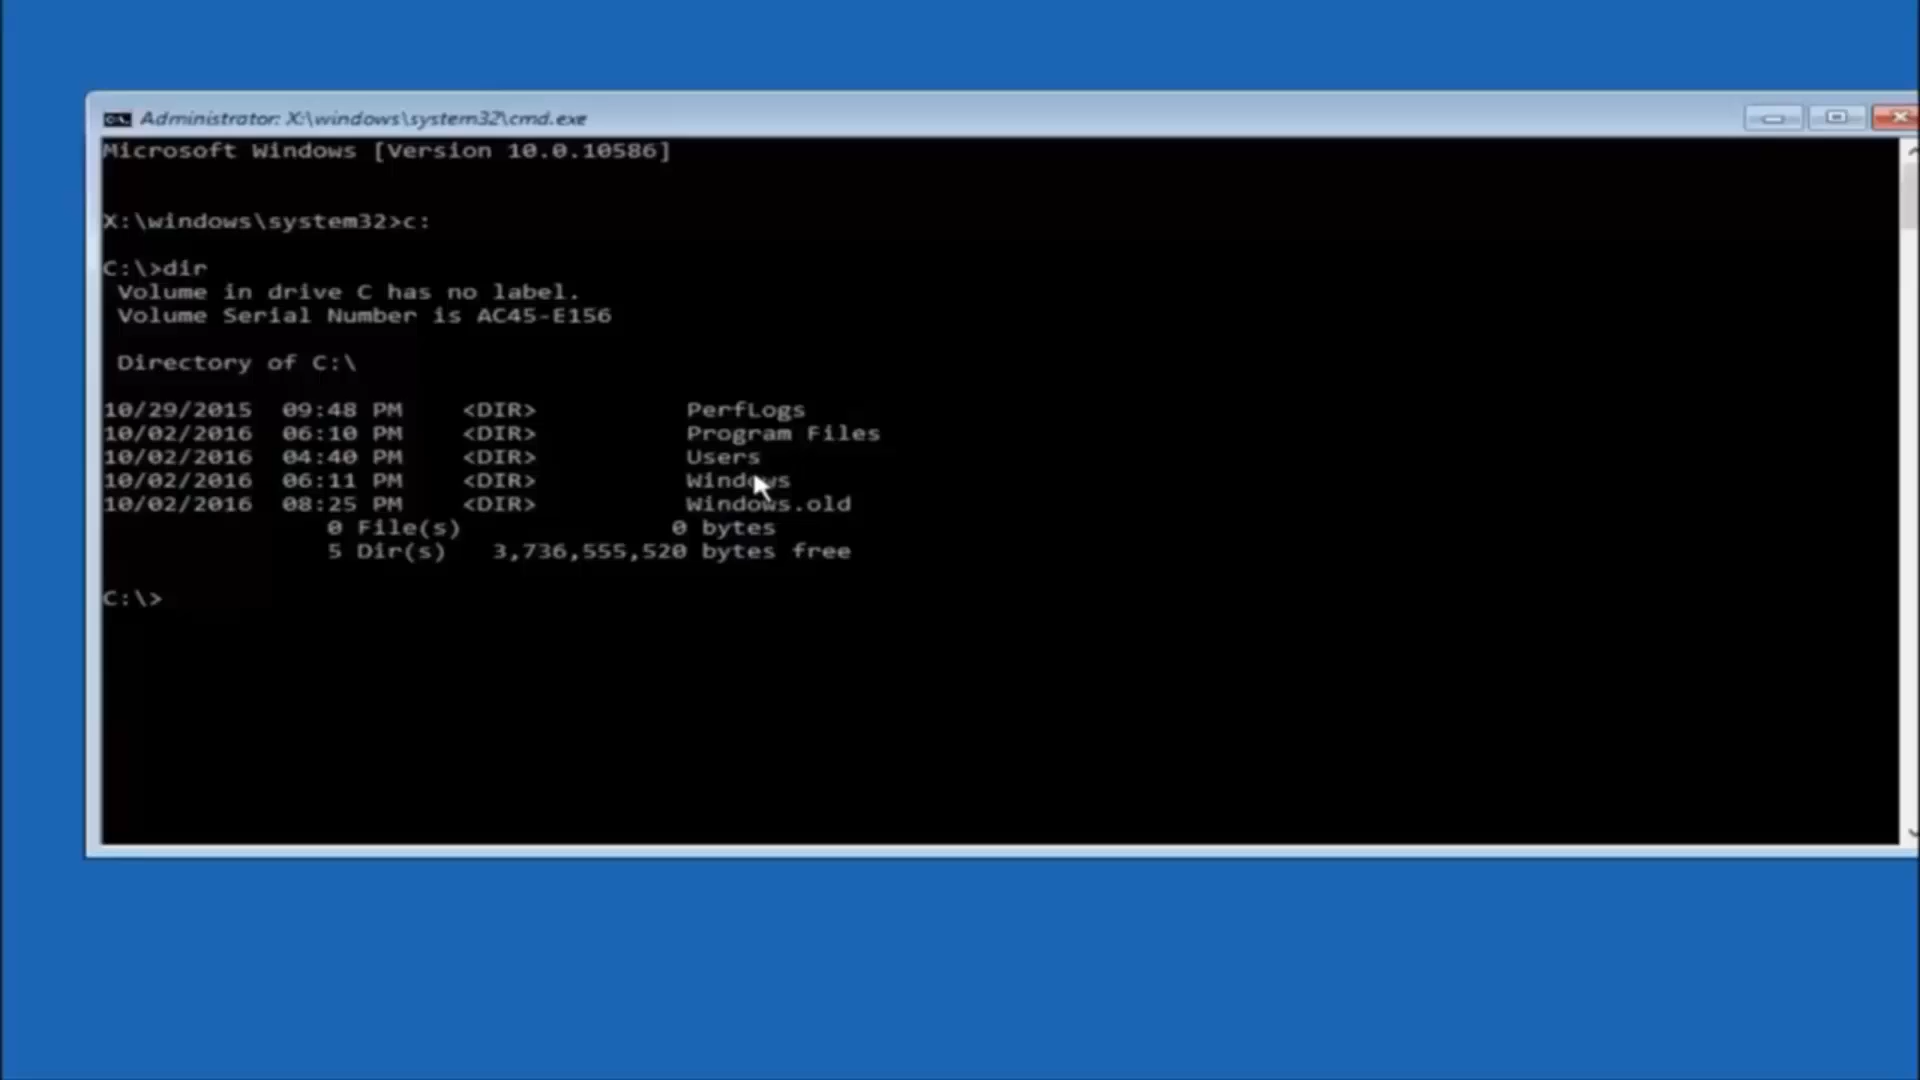 Administrator: X:\windows\system32\cmd.exe
Microsoft Windows [Version 10.0.10586]
X:\windows\system32>c:
C:\>dir
Volume in drive C has no label.
Volume Serial Number is AC45-E156
Directory of C:\
10/29/2015 09:48 PM <DIR> PerfLogs
10/02/2016 06:10 PM <DIR> Program Files
10/02/2016 04:40 PM <DIR> Users
10/02/2016 06:11 PM <DIR> Windows
10/02/2016 08:25 PM <DIR> Windows.old
0 File(s) 0 bytes
5 Dir(s) 3,736,555,520 bytes free
C:\>